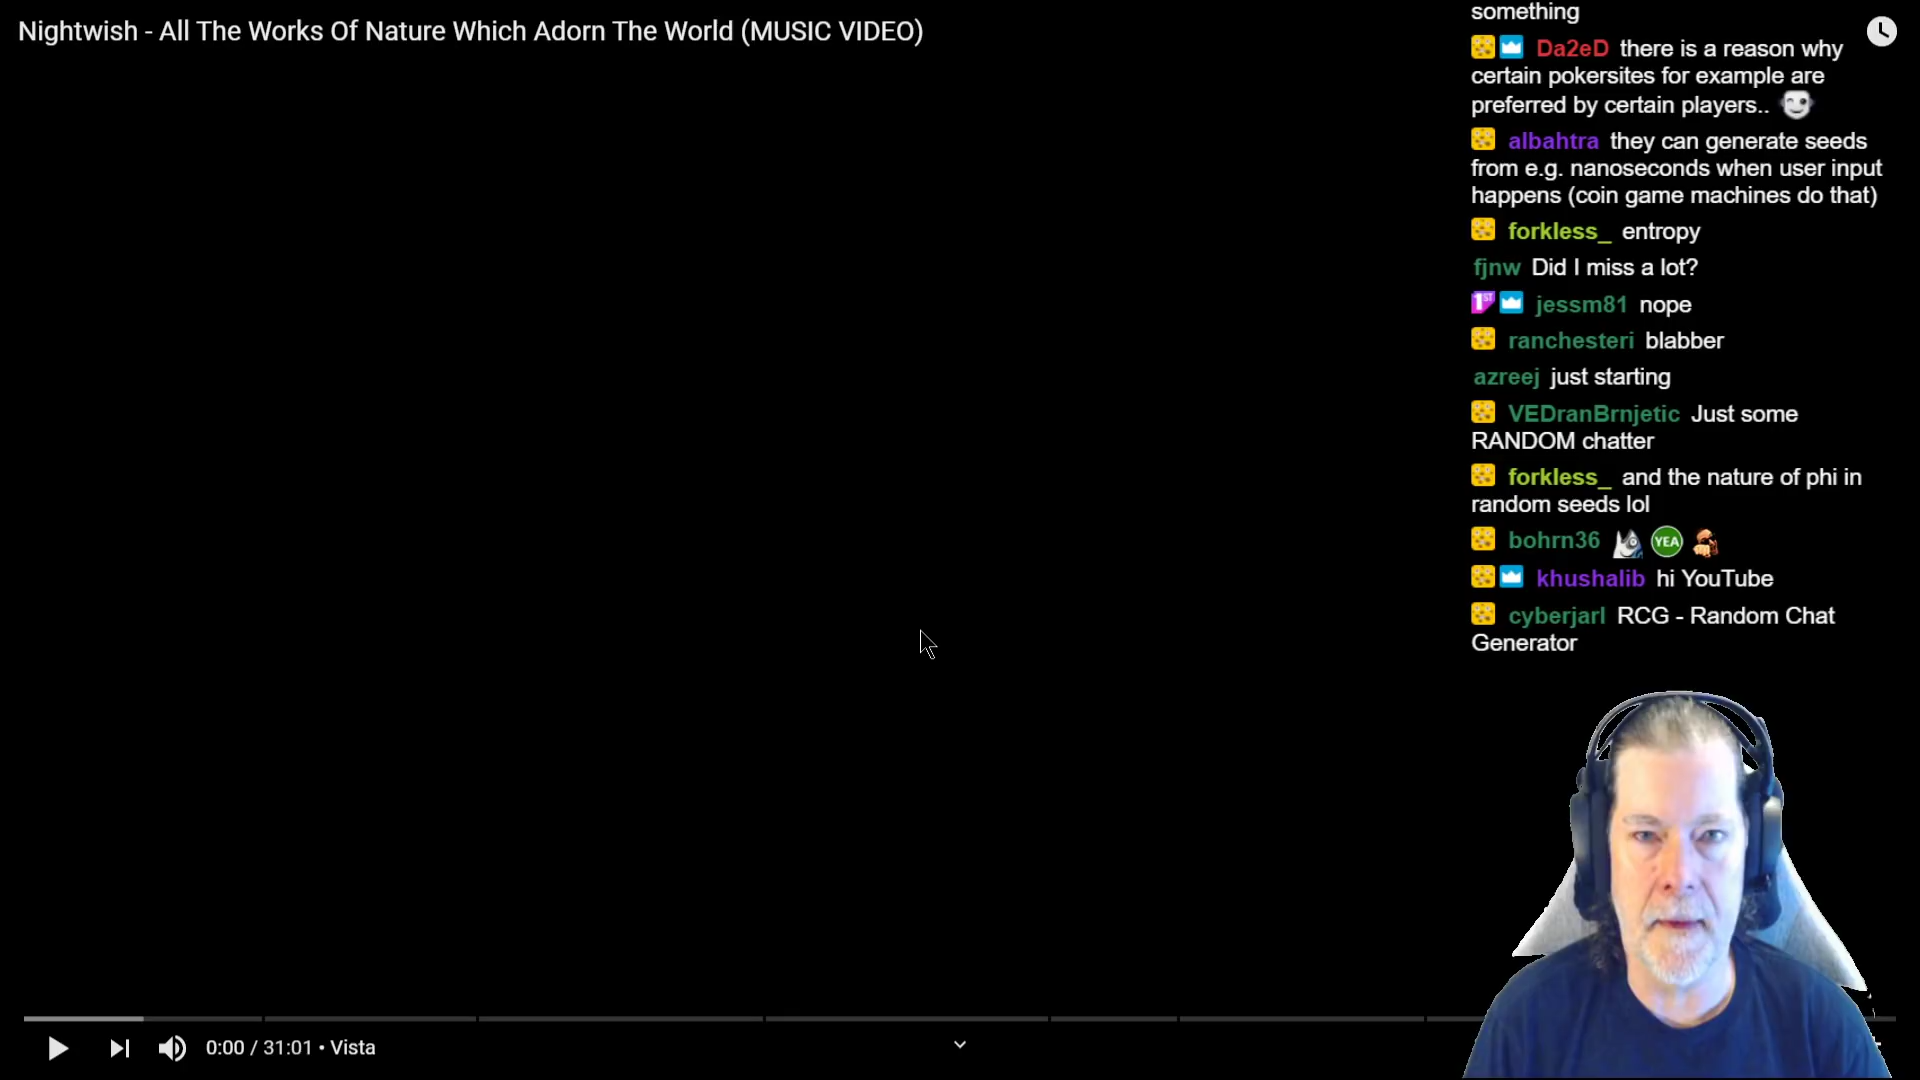 Nightwish - All The Works Of Nature Which Adorn The World (MUSIC VIDEO)
something
Da2eD there is a reason why
certain pokersites for example are
preferred by certain players..
albahtra they can generate seeds
from e.g. nanoseconds when user input
happens (coin game machines do that)
forkless_ entropy
fjnw Did I miss a lot?
1ST jessm81 nope
ranchesteri blabber
azreej just starting
VEDranBrnjetic Just some
RANDOM chatter
forkless_ and the nature of phi in
random seeds lol
bohrn36 YEA
khushalib hi YouTube
cyberjarl RCG - Random Chat
Generator
0:00 / 31:01 • Vista